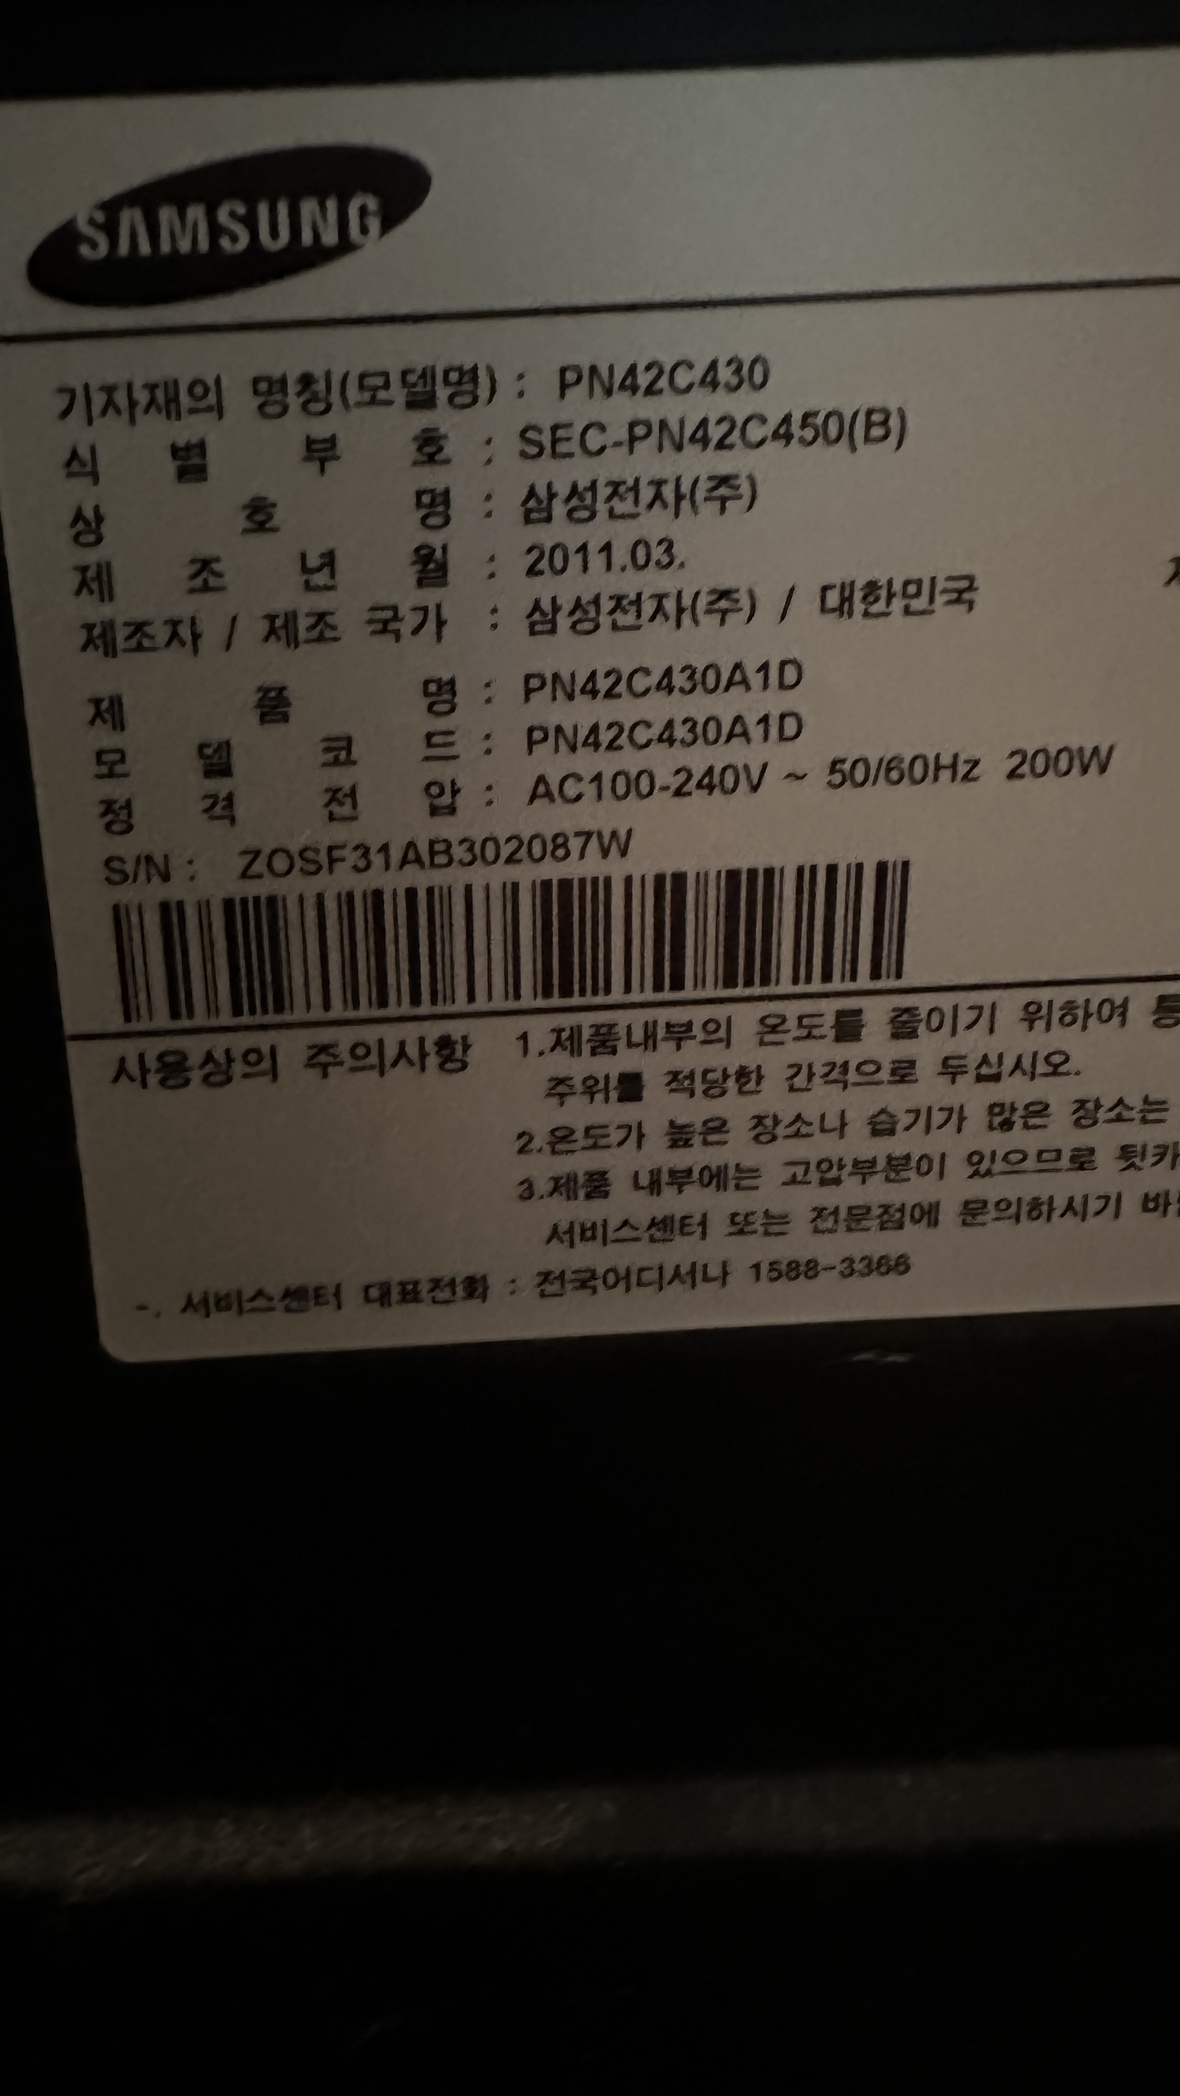 SAMSUNG
기자재의 명칭(모델명) : PN42C430
식 별 부 호 : SEC-PN42C450(B)
상 호 명 : 삼성전자(주)
제 조 년 월 : 2011.03.
제조자 / 제조 국가 : 삼성전자(주) / 대한민국
제 품 명 : PN42C430A1D
모 델 코 드 : PN42C430A1D
정 격 전 압 : AC100-240V ~ 50/60Hz 200W
S/N : ZOSF31AB302087W
사용상의 주의사항 1.제품내부의 온도를 줄이기 위하여
주위를 적당한 간격으로 두십시오.
2.온도가 높은 장소나 습기가 많은 장소는
3.제품 내부에는 고압부분이 있으므로
서비스센터 또는 전문점에 문의하시기
-. 서비스센터 대표전화 : 전국어디서나 1588-3366